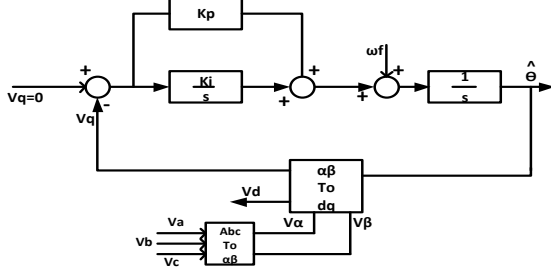 Kp
ωf
^
+
+
+
+
+
Ki
s
1
s
ɵ
Vq=0
-
+
Vq
αβ
To
dq
Vd
Vα
Vβ
Va
Vb
Vc
Abc
To
αβ